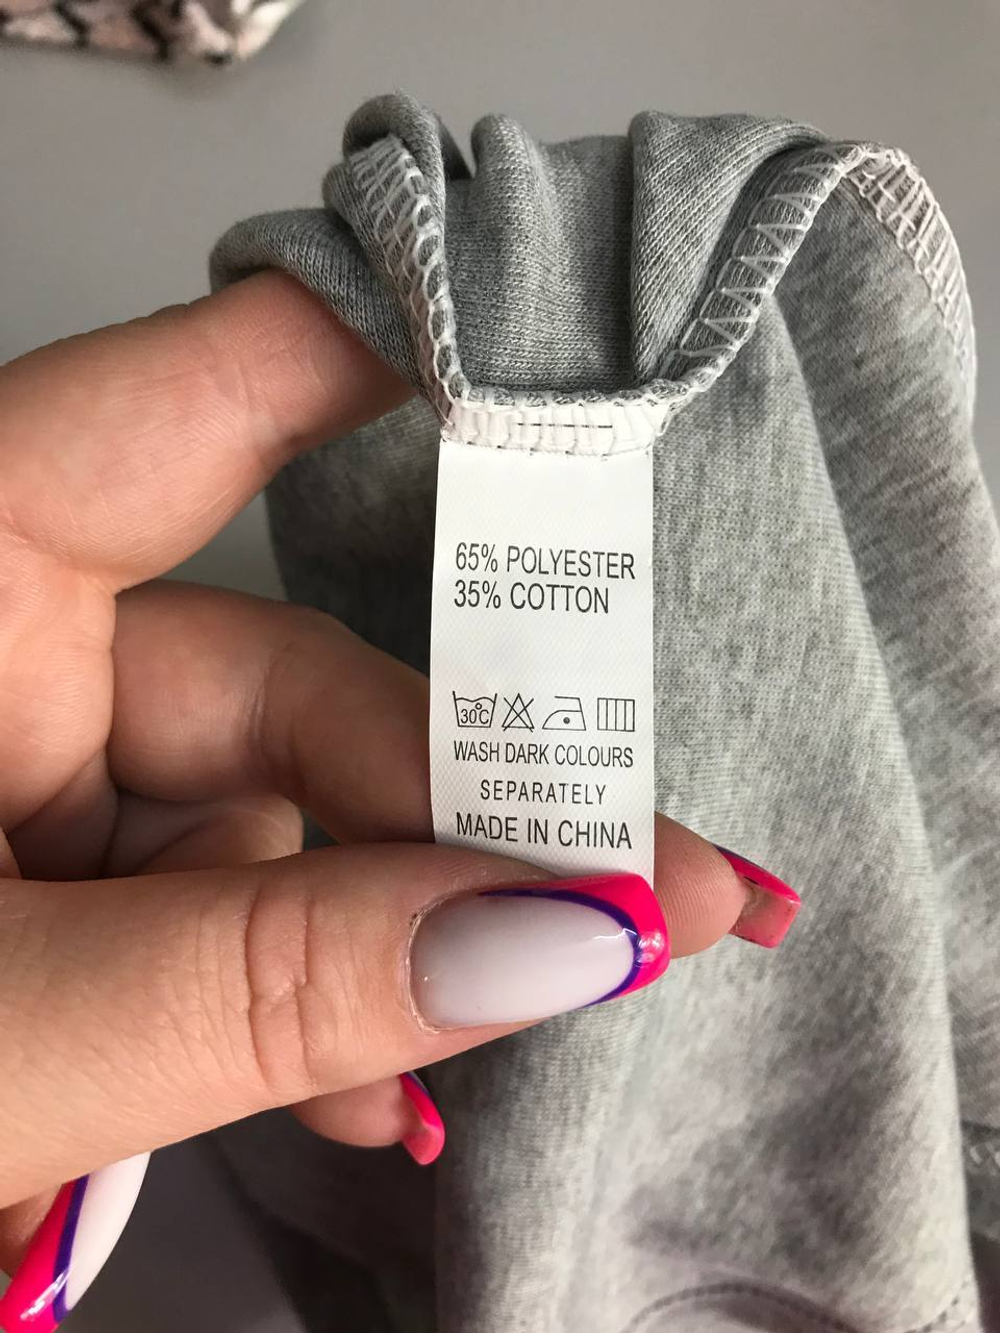 65% POLYESTER
35% COTTON
30°C
WASH DARK COLOURS
SEPARATELY
MADE IN CHINA